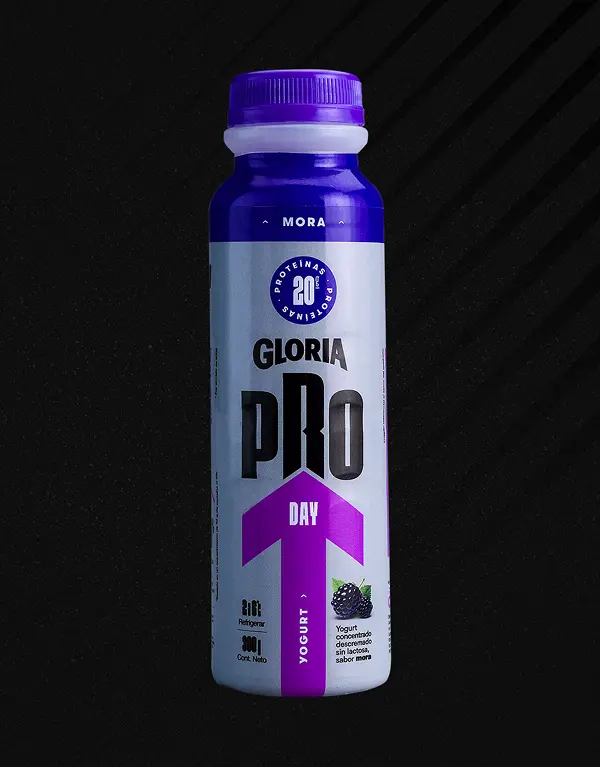 MORA
PROTEÍNAS · PROTEÍNAS ·
20
GLORIA
PRO
DAY
YOGURT ›
Refrigerar
Cont. Neto
Yogurt
concentrado
descremado
sin lactosa,
sabor mora